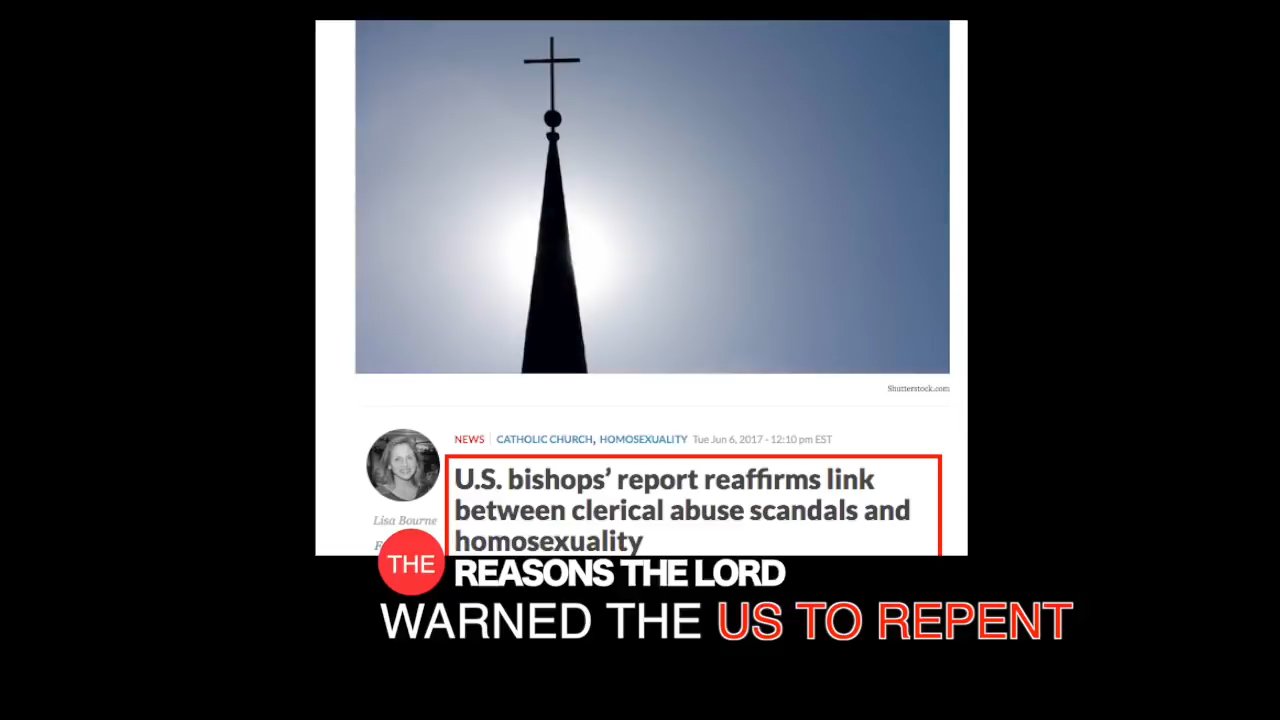 Shutterstock.com
NEWS | CATHOLIC CHURCH, HOMOSEXUALITY Tue Jun 6, 2017 - 12:10 pm EST
U.S. bishops’ report reaffirms link
between clerical abuse scandals and
homosexuality
Lisa Bourne
THE REASONS THE LORD
WARNED THE US TO REPENT